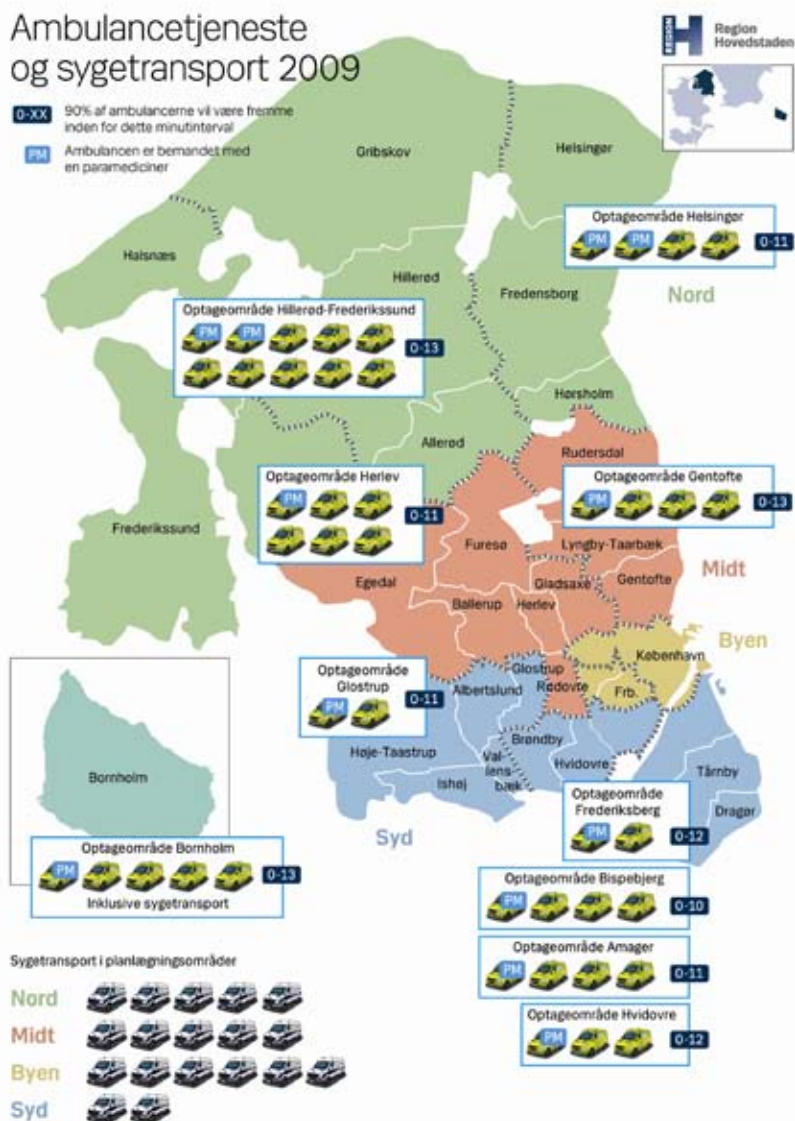 Ambulancetjeneste
og sygetransport 2009
REGION
H
Region
Hovedstaden
0-XX
90% af ambulancerne vil være fremme
inden for dette minutinterval
PM
Ambulancen er bemandet med
en paramediciner
Gribskov
Helsingør
Optageområde Helsingør
PM PM
0-11
Halsnæs
Hillerød
Fredensborg
Nord
Optageområde Hillerød-Frederikssund
PM PM
0-13
Hørsholm
Allerød
Rudersdal
Optageområde Herlev
PM
0-11
Optageområde Gentofte
PM
0-13
Frederikssund
Furesø
Lyngby-Taarbæk
Egedal
Gladsaxe
Gentofte
Midt
Ballerup
Herlev
Byen
København
Optageområde
Glostrup
PM
0-11
Glostrup
Albertslund
Rødovre
Frb.
Brøndby
Høje-Taastrup
Val-
lens-
bæk
Hvidovre
Ishøj
Tårnby
Dragør
Bornholm
Syd
Optageområde
Frederiksberg
PM
0-12
Optageområde Bornholm
PM
0-13
Inklusive sygetransport
Optageområde Bispebjerg
PM
0-10
Optageområde Amager
PM
0-11
Optageområde Hvidovre
PM
0-12
Sygetransport i planlægningsområder
Nord
Midt
Byen
Syd